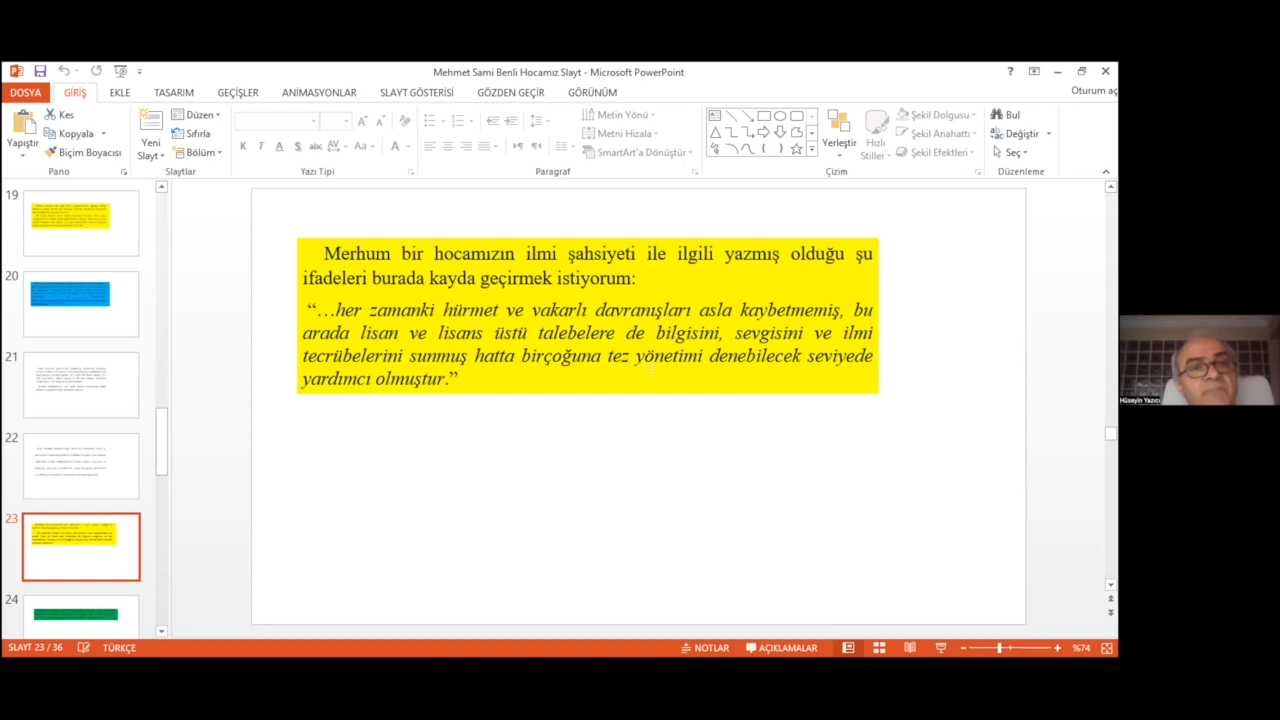 Mehmet Sami Benli Hocamız Slayt - Microsoft PowerPoint
DOSYA GİRİŞ EKLE TASARIM GEÇİŞLER ANİMASYONLAR SLAYT GÖSTERİSİ GÖZDEN GEÇİR GÖRÜNÜM Oturum aç
Yapıştır
Kes
Kopyala
Biçim Boyacısı
Pano
Yeni
Slayt
Düzen
Sıfırla
Bölüm
Slaytlar
K T A S abc AV Aa A
Yazı Tipi
Metin Yönü
Metni Hizala
SmartArt'a Dönüştür
Paragraf
Yerleştir
Hızlı
Stiller
Şekil Dolgusu
Şekil Anahattı
Şekil Efektleri
Çizim
Bul
Değiştir
Seç
Düzenleme
19
20
21
22
23
24
Merhum bir hocamızın ilmi şahsiyeti ile ilgili yazmış olduğu şu
ifadeleri burada kayda geçirmek istiyorum:
“…her zamanki hürmet ve vakarlı davranışları asla kaybetmemiş, bu
arada lisan ve lisans üstü talebelere de bilgisini, sevgisini ve ilmi
tecrübelerini sunmuş hatta birçoğuna tez yönetimi denebilecek seviyede
yardımcı olmuştur.”
Hüseyin Yazıcı
SLAYT 23 / 36 TÜRKÇE NOTLAR AÇIKLAMALAR %74